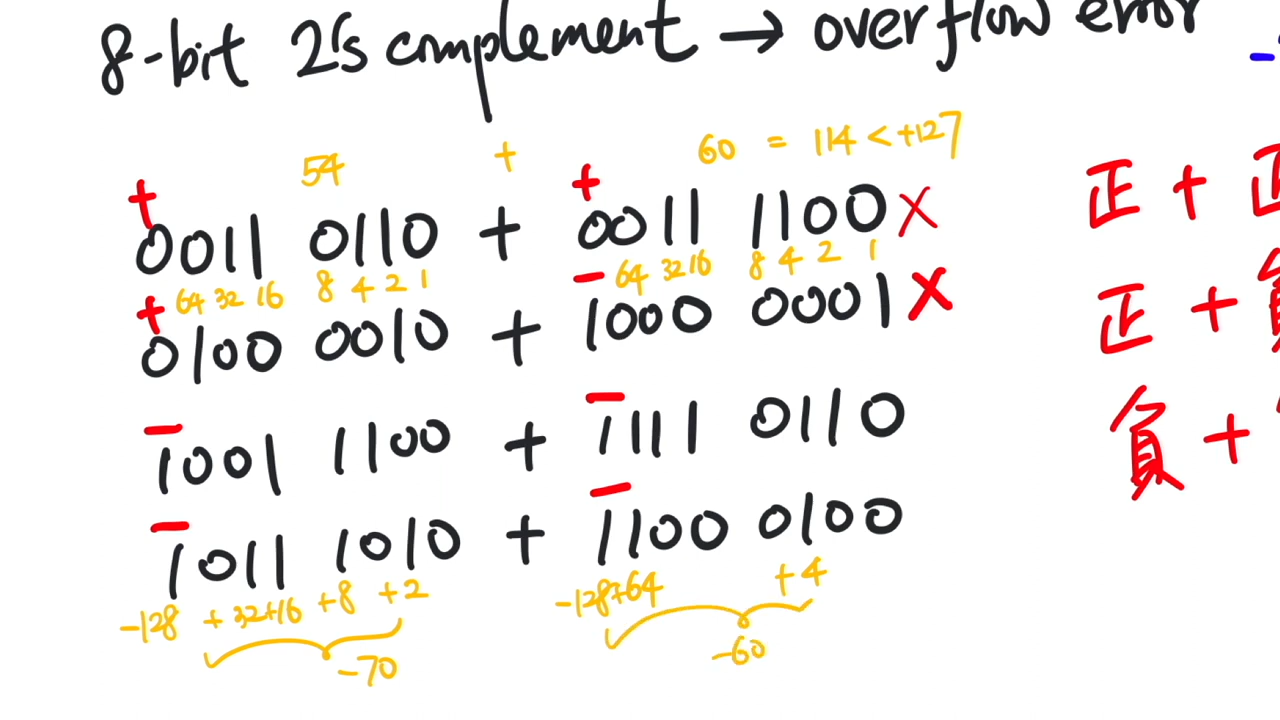 8-bit 2's complement → overflow error
54 + 60 = 114 < +127
+ +
0011 0110 + 0011 1100 X
64 32 16 8 4 2 1 64 32 16 8 4 2 1
+ −
0100 0010 + 1000 0001 X
− −
1001 1100 + 1111 0110
− −
1011 1010 + 1100 0100
-128 + 32+16 +8 +2 -128+64 +4
-70 -60
正 +
正 +
負 +